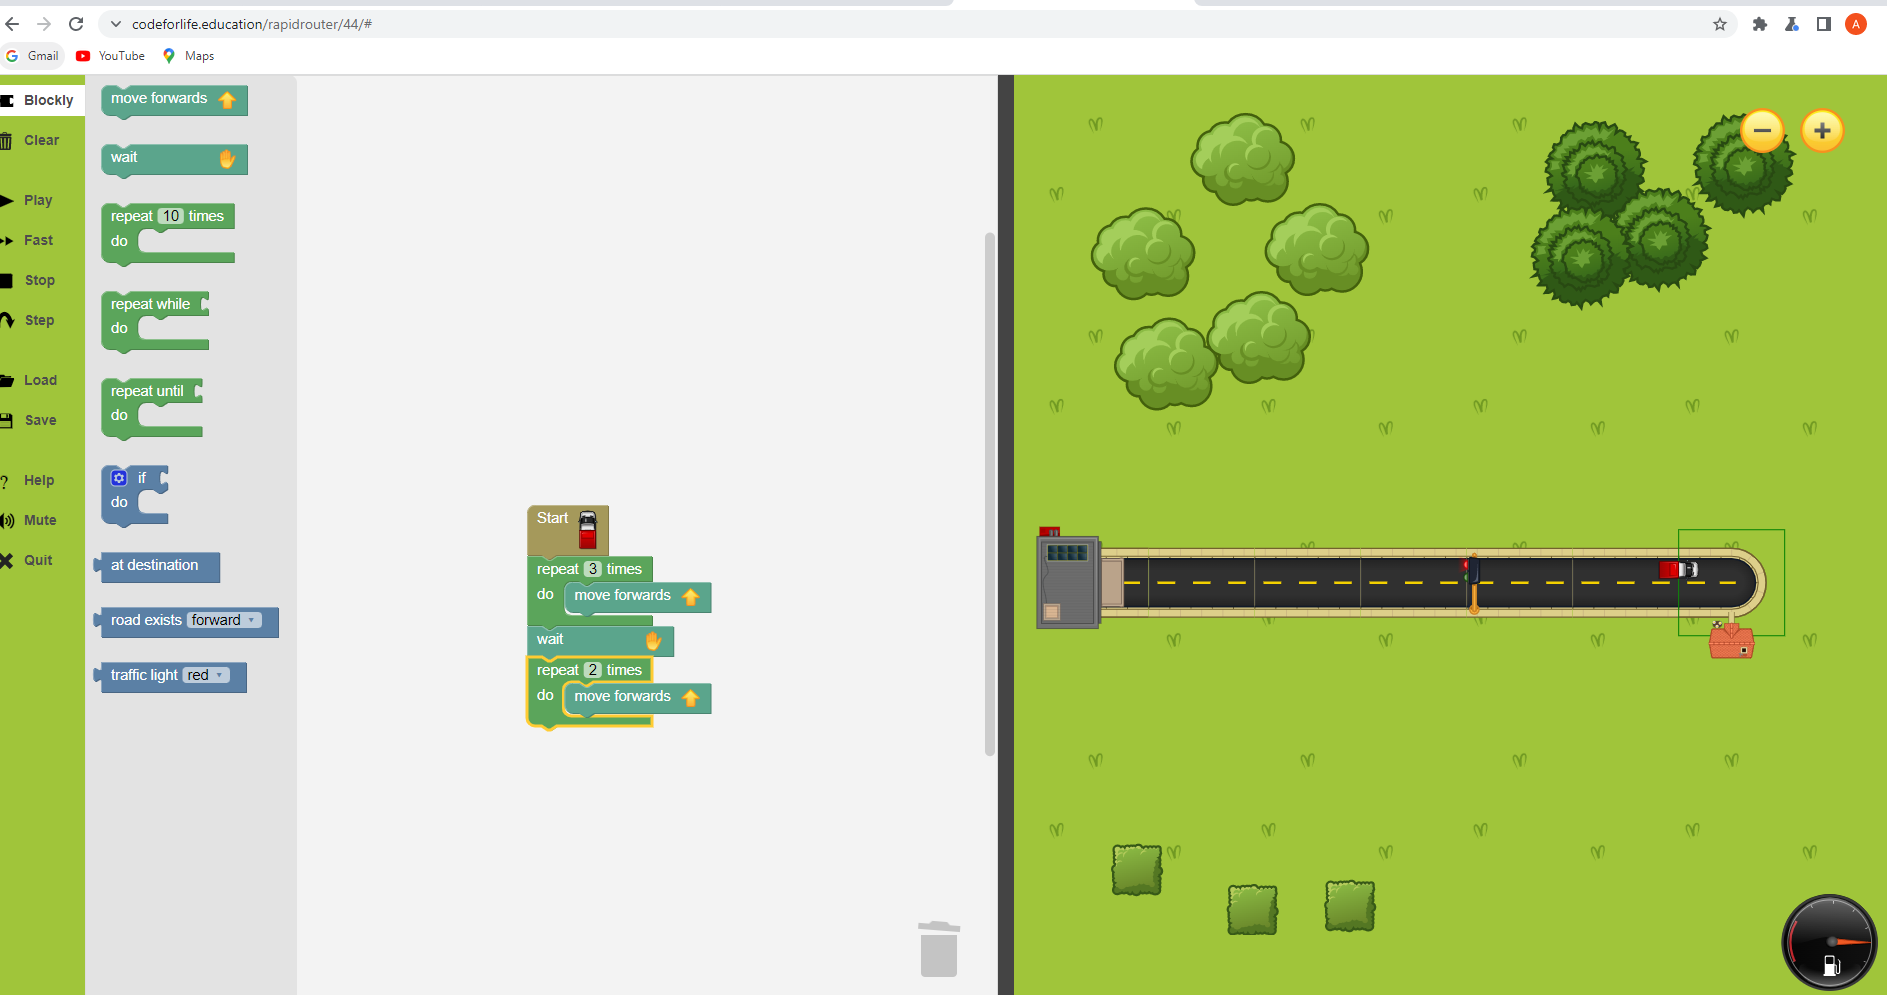 codeforlife.education/rapidrouter/44/#
A
Gmail
YouTube
Maps
Blockly
Clear
Play
Fast
Stop
Step
Load
Save
? Help
Mute
Quit
move forwards
wait
repeat 10 times
do
repeat while
do
repeat until
do
if
do
at destination
road exists forward
traffic light red
Start
repeat 3 times
do move forwards
wait
repeat 2 times
do move forwards
− +